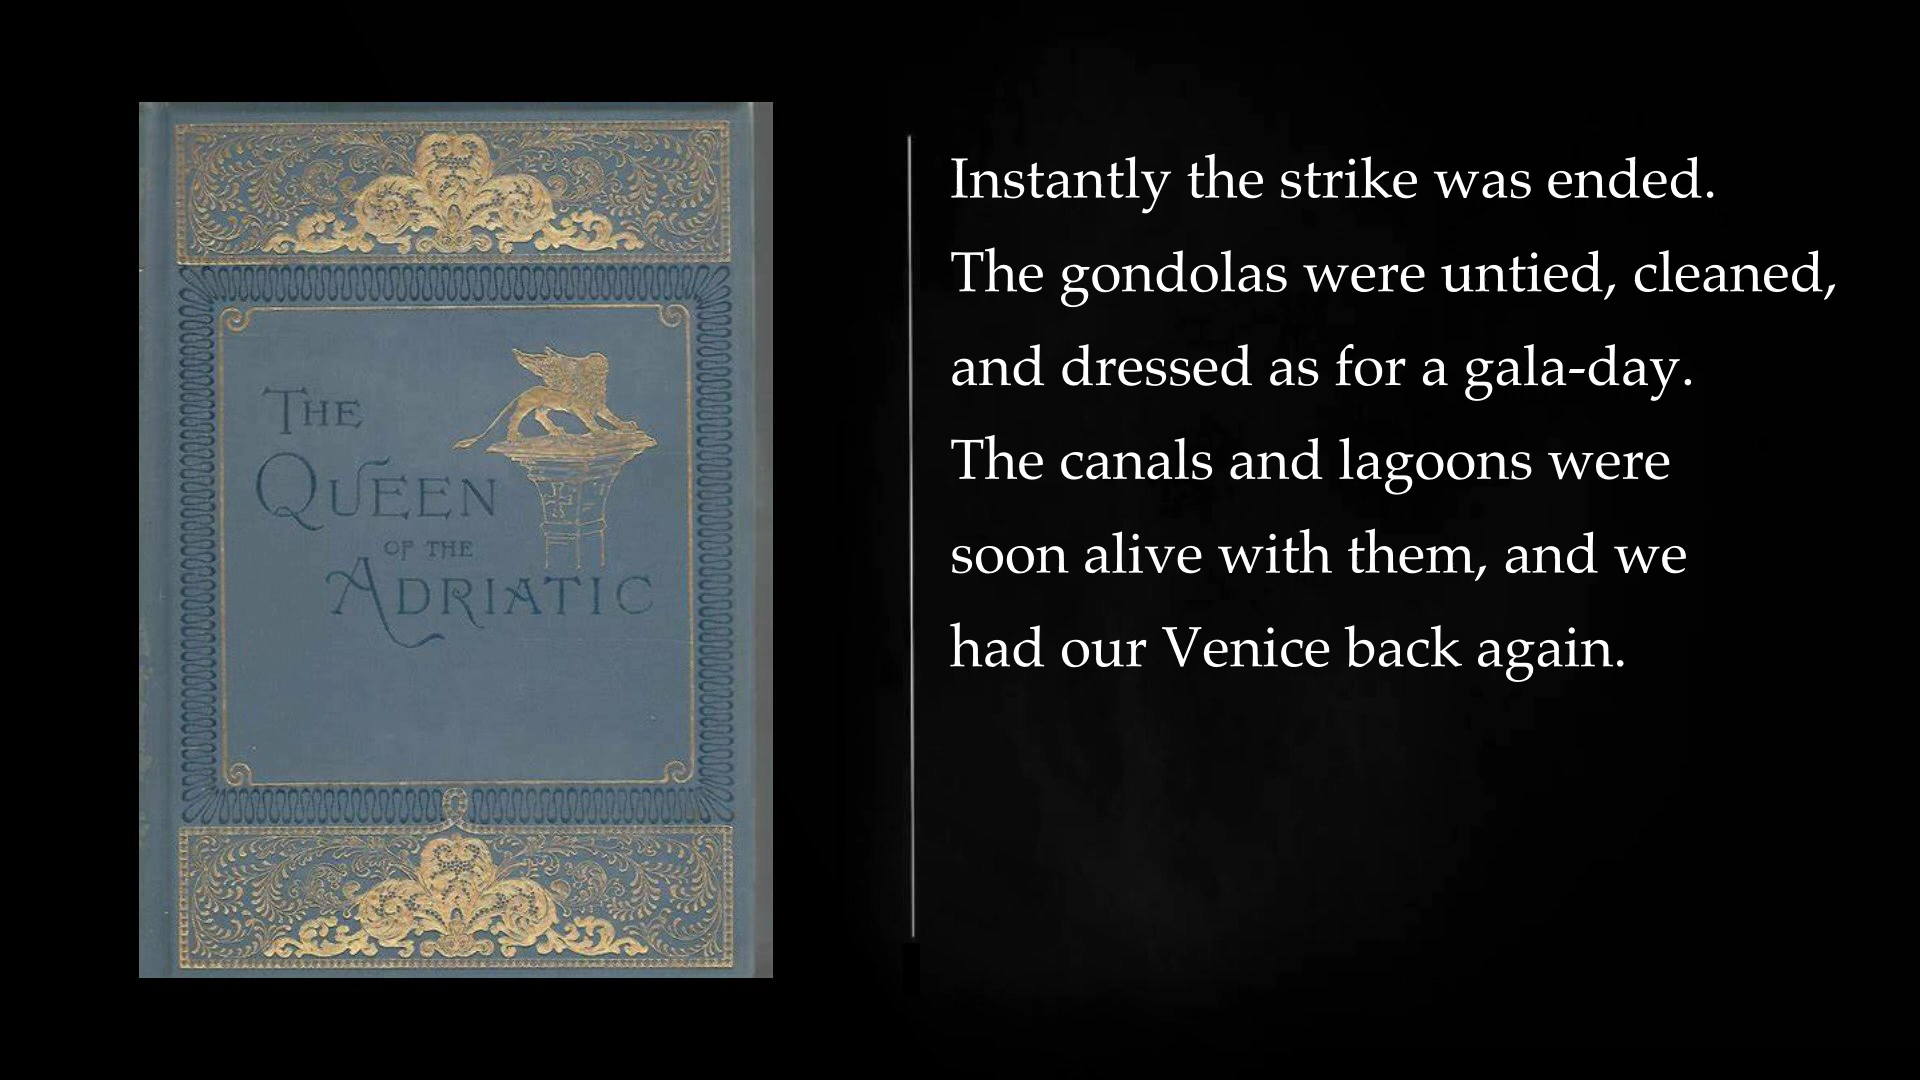 THE
QUEEN
OF THE
ADRIATIC
Instantly the strike was ended.
The gondolas were untied, cleaned,
and dressed as for a gala-day.
The canals and lagoons were
soon alive with them, and we
had our Venice back again.